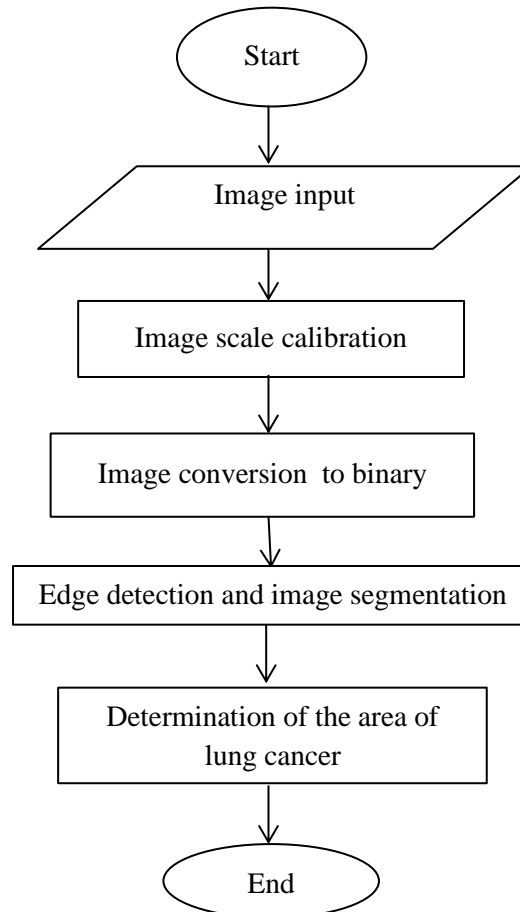 Start
Image input
Image scale calibration
Image conversion  to binary
Edge detection and image segmentation
Determination of the area of
lung cancer
End